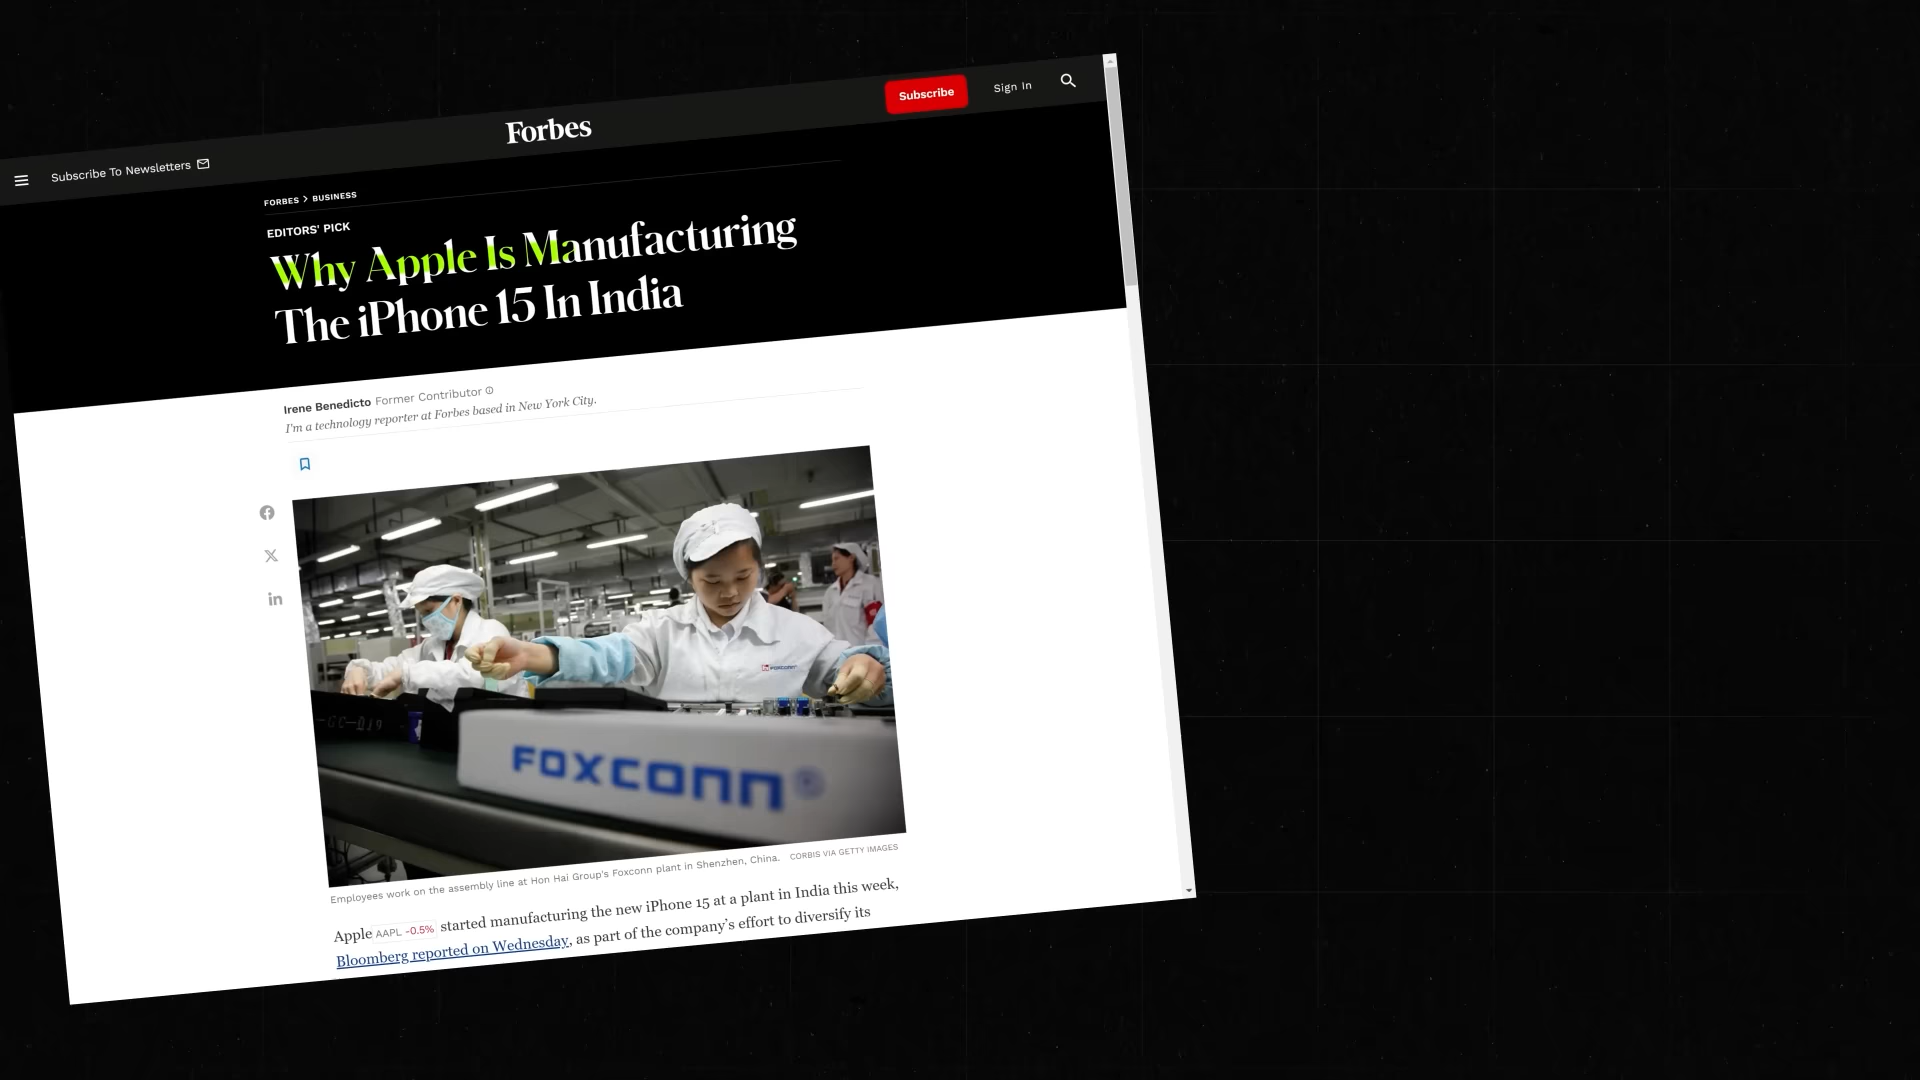 Subscribe
Sign In
Forbes
Subscribe To Newsletters
FORBES > BUSINESS
EDITORS' PICK
Why Apple Is Manufacturing
The iPhone 15 In India
Irene Benedicto Former Contributor
I'm a technology reporter at Forbes based in New York City.
FOXCONN
-GC-D19
FOXCONN
Employees work on the assembly line at Hon Hai Group's Foxconn plant in Shenzhen, China. CORBIS VIA GETTY IMAGES
Apple AAPL -0.5% started manufacturing the new iPhone 15 at a plant in India this week,
Bloomberg reported on Wednesday, as part of the company’s effort to diversify its